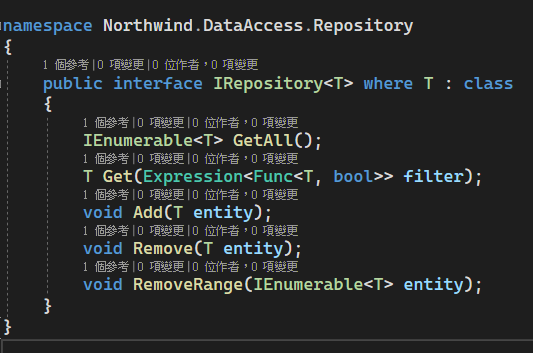 namespace Northwind.DataAccess.Repository
{
1 個參考|0 項變更|0 位作者，0 項變更
public interface IRepository<T> where T : class
{
1 個參考|0 項變更|0 位作者，0 項變更
IEnumerable<T> GetAll();
1 個參考|0 項變更|0 位作者，0 項變更
T Get(Expression<Func<T, bool>> filter);
1 個參考|0 項變更|0 位作者，0 項變更
void Add(T entity);
1 個參考|0 項變更|0 位作者，0 項變更
void Remove(T entity);
1 個參考|0 項變更|0 位作者，0 項變更
void RemoveRange(IEnumerable<T> entity);
}
}